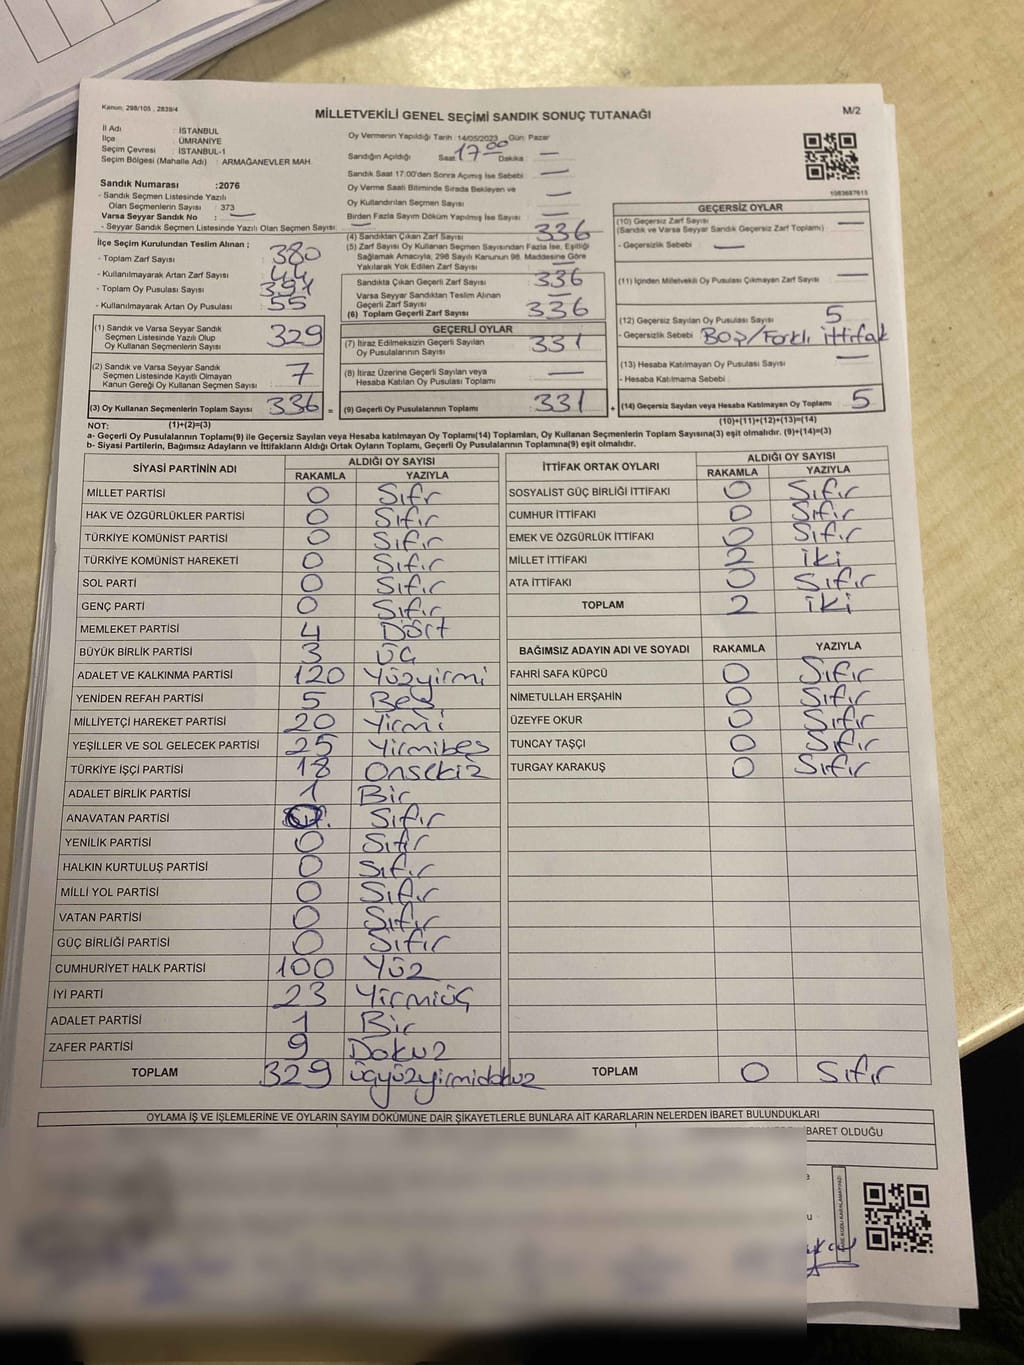 Kanun: 298/105 , 2839/4
MİLLETVEKİLİ GENEL SEÇİMİ SANDIK SONUÇ TUTANAĞI
M/2
İl Adı : İSTANBUL
İlçe : ÜMRANİYE
Seçim Çevresi : İSTANBUL-1
Seçim Bölgesi (Mahalle Adı) : ARMAĞANEVLER MAH.
Sandık Numarası :2076
- Sandık Seçmen Listesinde Yazılı
Olan Seçmenlerin Sayısı : 373
Varsa Seyyar Sandık No : —
- Seyyar Sandık Seçmen Listesinde Yazılı Olan Seçmen Sayısı: —
Oy Vermenin Yapıldığı Tarih :14/05/2023 Gün: Pazar
Sandığın Açıldığı Saat 17 00 Dakika : —
Sandık Saat 17:00'den Sonra Açılmış İse Sebebi : —
Oy Verme Saati Bitiminde Sırada Bekleyen ve
Oy Kullandırılan Seçmen Sayısı : —
Birden Fazla Sayım Döküm Yapılmış İse Sayısı : —
1083687615
İlçe Seçim Kurulundan Teslim Alınan ;
- Toplam Zarf Sayısı : 380
- Kullanılmayarak Artan Zarf Sayısı : 44
- Toplam Oy Pusulası Sayısı : 391
- Kullanılmayarak Artan Oy Pusulası : 55
(1) Sandık ve Varsa Seyyar Sandık
Seçmen Listesinde Yazılı Olup
Oy Kullanan Seçmenlerin Sayısı : 329
(2) Sandık ve Varsa Seyyar Sandık
Seçmen Listesinde Kayıtlı Olmayan
Kanun Gereği Oy Kullanan Seçmen Sayısı : 7
(3) Oy Kullanan Seçmenlerin Toplam Sayısı : 336 =
(4) Sandıktan Çıkan Zarf Sayısı : 336
(5) Zarf Sayısı Oy Kullanan Seçmen Sayısından Fazla İse, Eşitliği
Sağlamak Amacıyla, 298 Sayılı Kanunun 98. Maddesine Göre
Yakılarak Yok Edilen Zarf Sayısı : —
Sandıkta Çıkan Geçerli Zarf Sayısı : 336
Varsa Seyyar Sandıktan Teslim Alınan
Geçerli Zarf Sayısı : —
(6) Toplam Geçerli Zarf Sayısı : 336
GEÇERLİ OYLAR
(7) İtiraz Edilmeksizin Geçerli Sayılan
Oy Pusulasının Sayısı : 331
(8) İtiraz Üzerine Geçerli Sayılan veya
Hesaba Katılan Oy Pusulası Toplamı : —
(9) Geçerli Oy Pusulalarının Toplamı : 331 +
GEÇERSİZ OYLAR
(10) Geçersiz Zarf Sayısı : —
(Sandık ve Varsa Seyyar Sandık Geçersiz Zarf Toplamı)
- Geçersizlik Sebebi : —
(11) İçinden Milletvekili Oy Pusulası Çıkmayan Zarf Sayısı : —
(12) Geçersiz Sayılan Oy Pusulası Sayısı : 5
- Geçersizlik Sebebi : Boş/Farklı ittifak
(13) Hesaba Katılmayan Oy Pusulası Sayısı : —
- Hesaba Katılmama Sebebi :
(14) Geçersiz Sayılan veya Hesaba Katılmayan Oy Toplamı : 5
NOT: (1)+(2)=(3) (10)+(11)+(12)+(13)=(14)
a- Geçerli Oy Pusulalarının Toplamı(9) ile Geçersiz Sayılan veya Hesaba katılmayan Oy Toplamı(14) Toplamları, Oy Kullanan Seçmenlerin Toplam Sayısına(3) eşit olmalıdır. (9)+(14)=(3)
b- Siyasi Partilerin, Bağımsız Adayların ve İttifakların Aldığı Ortak Oyların Toplamı, Geçerli Oy Pusulalarının Toplamına(9) eşit olmalıdır.
SİYASİ PARTİNİN ADI ALDIĞI OY SAYISI
RAKAMLA YAZIYLA
MİLLET PARTİSİ 0 Sıfır
HAK VE ÖZGÜRLÜKLER PARTİSİ 0 Sıfır
TÜRKİYE KOMÜNİST PARTİSİ 0 Sıfır
TÜRKİYE KOMÜNİST HAREKETİ 0 Sıfır
SOL PARTİ 0 Sıfır
GENÇ PARTİ 0 Sıfır
MEMLEKET PARTİSİ 4 Dört
BÜYÜK BİRLİK PARTİSİ 3 Üç
ADALET VE KALKINMA PARTİSİ 120 Yüzyirmi
YENİDEN REFAH PARTİSİ 5 Beş
MİLLİYETÇİ HAREKET PARTİSİ 20 Yirmi
YEŞİLLER VE SOL GELECEK PARTİSİ 25 Yirmibeş
TÜRKİYE İŞÇİ PARTİSİ 18 Onsekiz
ADALET BİRLİK PARTİSİ 1 Bir
ANAVATAN PARTİSİ Sıfır
YENİLİK PARTİSİ 0 Sıfır
HALKIN KURTULUŞ PARTİSİ 0 Sıfır
MİLLİ YOL PARTİSİ 0 Sıfır
VATAN PARTİSİ 0 Sıfır
GÜÇ BİRLİĞİ PARTİSİ 0 Sıfır
CUMHURİYET HALK PARTİSİ 100 Yüz
İYİ PARTİ 23 Yirmiüç
ADALET PARTİSİ 1 Bir
ZAFER PARTİSİ 9 Dokuz
TOPLAM 329 üçyüzyirmidokuz
İTTİFAK ORTAK OYLARI ALDIĞI OY SAYISI
RAKAMLA YAZIYLA
SOSYALİST GÜÇ BİRLİĞİ İTTİFAKI 0 Sıfır
CUMHUR İTTİFAKI 0 Sıfır
EMEK VE ÖZGÜRLÜK İTTİFAKI 0 Sıfır
MİLLET İTTİFAKI 2 iki
ATA İTTİFAKI 0 Sıfır
TOPLAM 2 iki
BAĞIMSIZ ADAYIN ADI VE SOYADI RAKAMLA YAZIYLA
FAHRİ SAFA KÜPCÜ 0 Sıfır
NİMETULLAH ERŞAHİN 0 Sıfır
ÜZEYFE OKUR 0 Sıfır
TUNCAY TAŞÇI 0 Sıfır
TURGAY KARAKUŞ 0 Sıfır
TOPLAM 0 Sıfır
OYLAMA İŞ VE İŞLEMLERİNE VE OYLARIN SAYIM DÖKÜMÜNE DAİR ŞİKAYETLERLE BUNLARA AİT KARARLARIN NELERDEN İBARET BULUNDUKLARI
BARET OLDUĞU